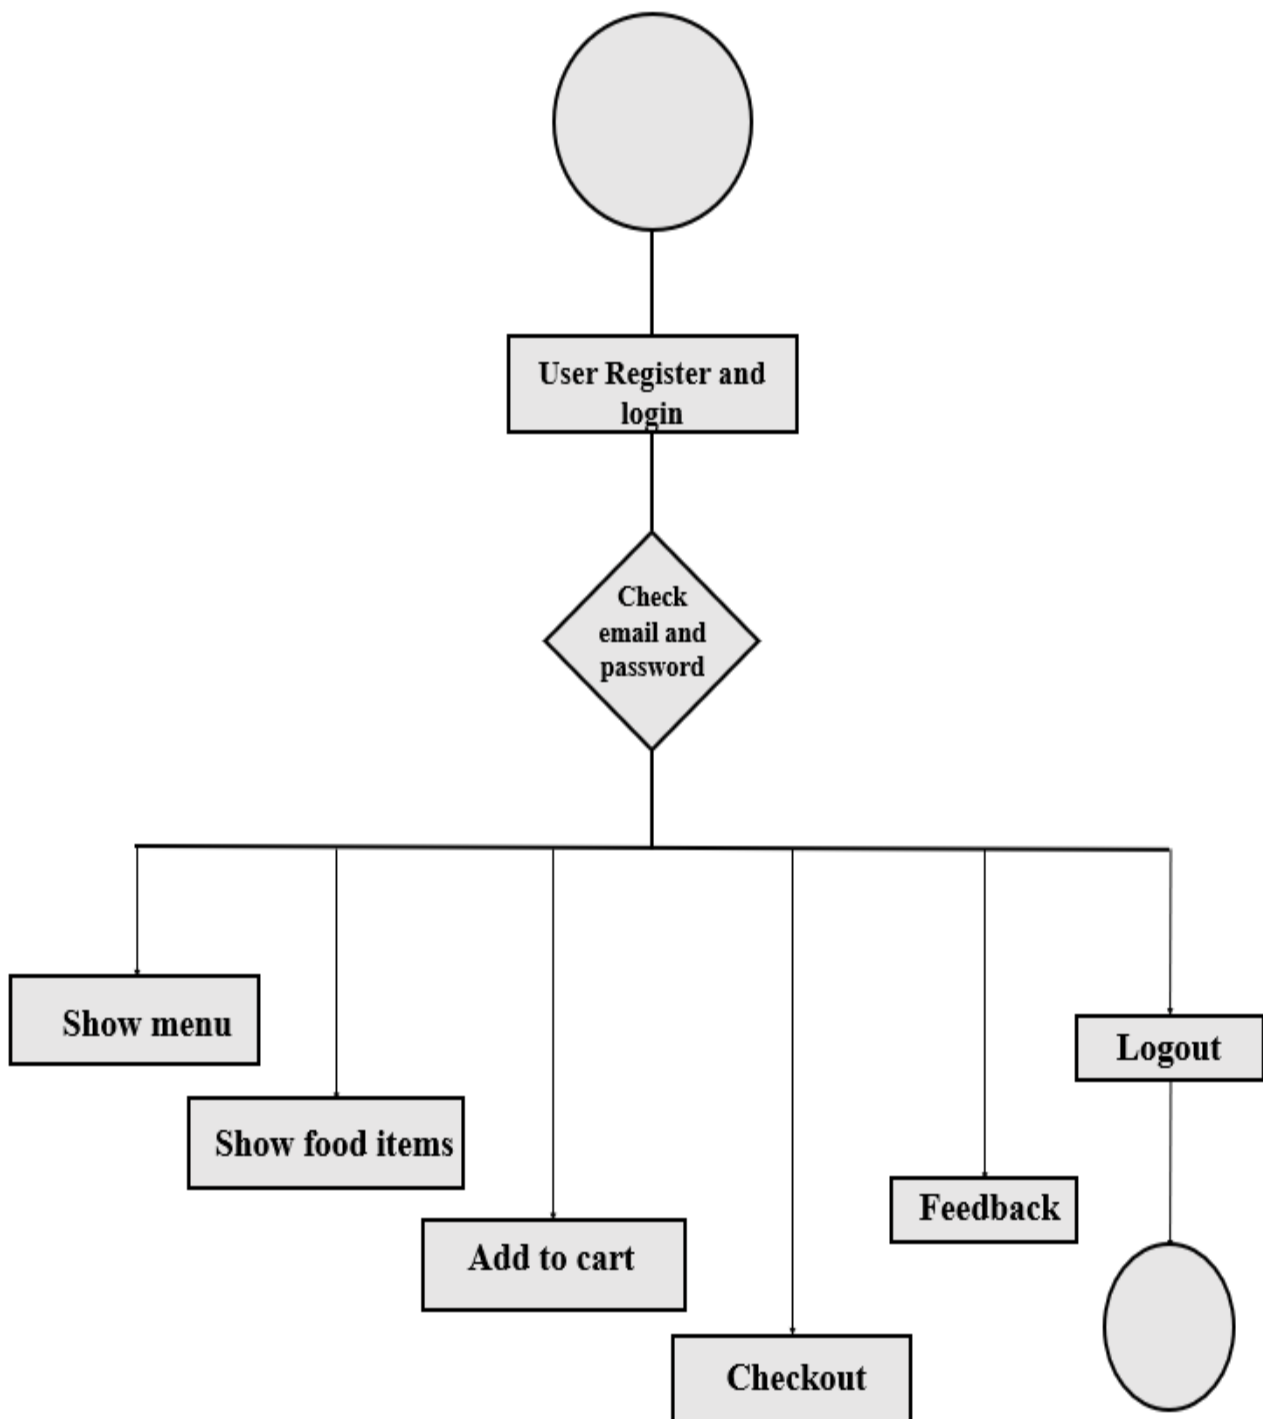 User Register and
login
Check
email and
password
Show menu
Show food items
Add to cart
Checkout
Feedback
Logout